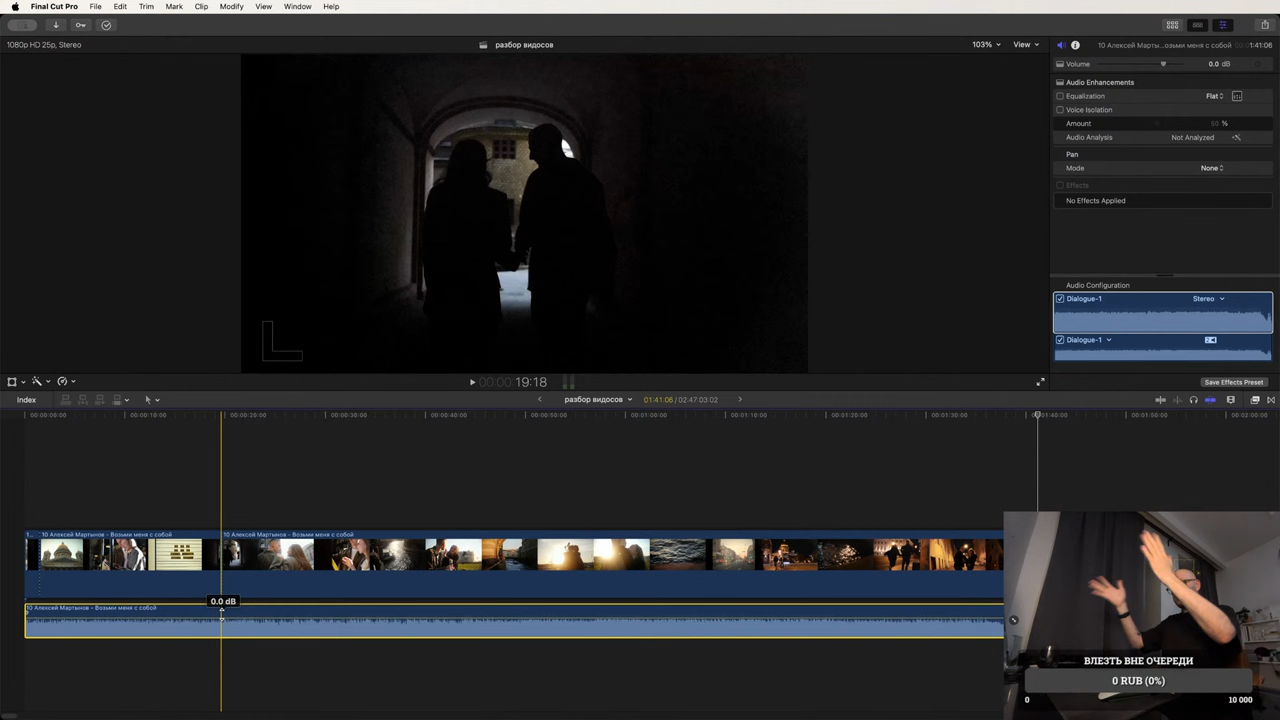 Final Cut Pro File Edit Trim Mark Clip Modify View Window Help
1080p HD 25p, Stereo
разбор видосов
103%
View
10 Алексей Марты...озьми меня с собой
1:41:06
Volume
0.0 dB
Audio Enhancements
Equalization
Flat
Voice Isolation
Amount
50 %
Audio Analysis
Not Analyzed
Pan
Mode
None
Effects
No Effects Applied
Audio Configuration
Dialogue-1
Stereo
Dialogue-1
00:00:19:18
Save Effects Preset
Index
разбор видосов
01:41:06 / 02:47:03:02
00:00:00:00
00:00:10:00
00:00:20:00
00:00:30:00
00:00:40:00
00:00:50:00
00:01:00:00
00:01:10:00
00:01:20:00
00:01:30:00
00:01:40:00
00:01:50:00
00:02:00:00
1...
10 Алексей Мартынов - Возьми меня с собой
10 Алексей Мартынов - Возьми меня с собой
0.0 dB
10 Алексей Мартынов - Возьми меня с собой
ВЛЕЗТЬ ВНЕ ОЧЕРЕДИ
0 RUB (0%)
0
10 000